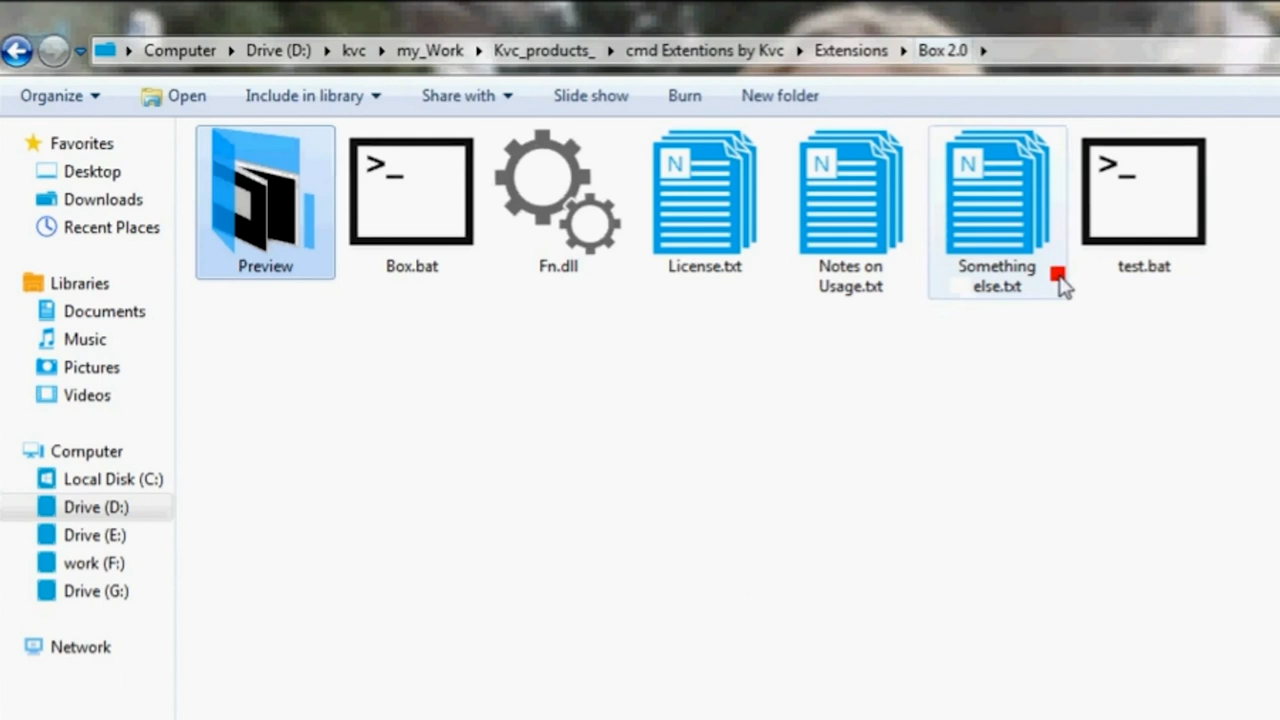 Computer Drive (D:) kvc my_Work Kvc_products_ cmd Extentions by Kvc Extensions Box 2.0
Organize Open Include in library Share with Slide show Burn New folder
Favorites
Desktop
Downloads
Recent Places
Libraries
Documents
Music
Pictures
Videos
Computer
Local Disk (C:)
Drive (D:)
Drive (E:)
work (F:)
Drive (G:)
Network
Preview
>_
Box.bat
Fn.dll
N
License.txt
N
Notes on
Usage.txt
N
Something
else.txt
>_
test.bat